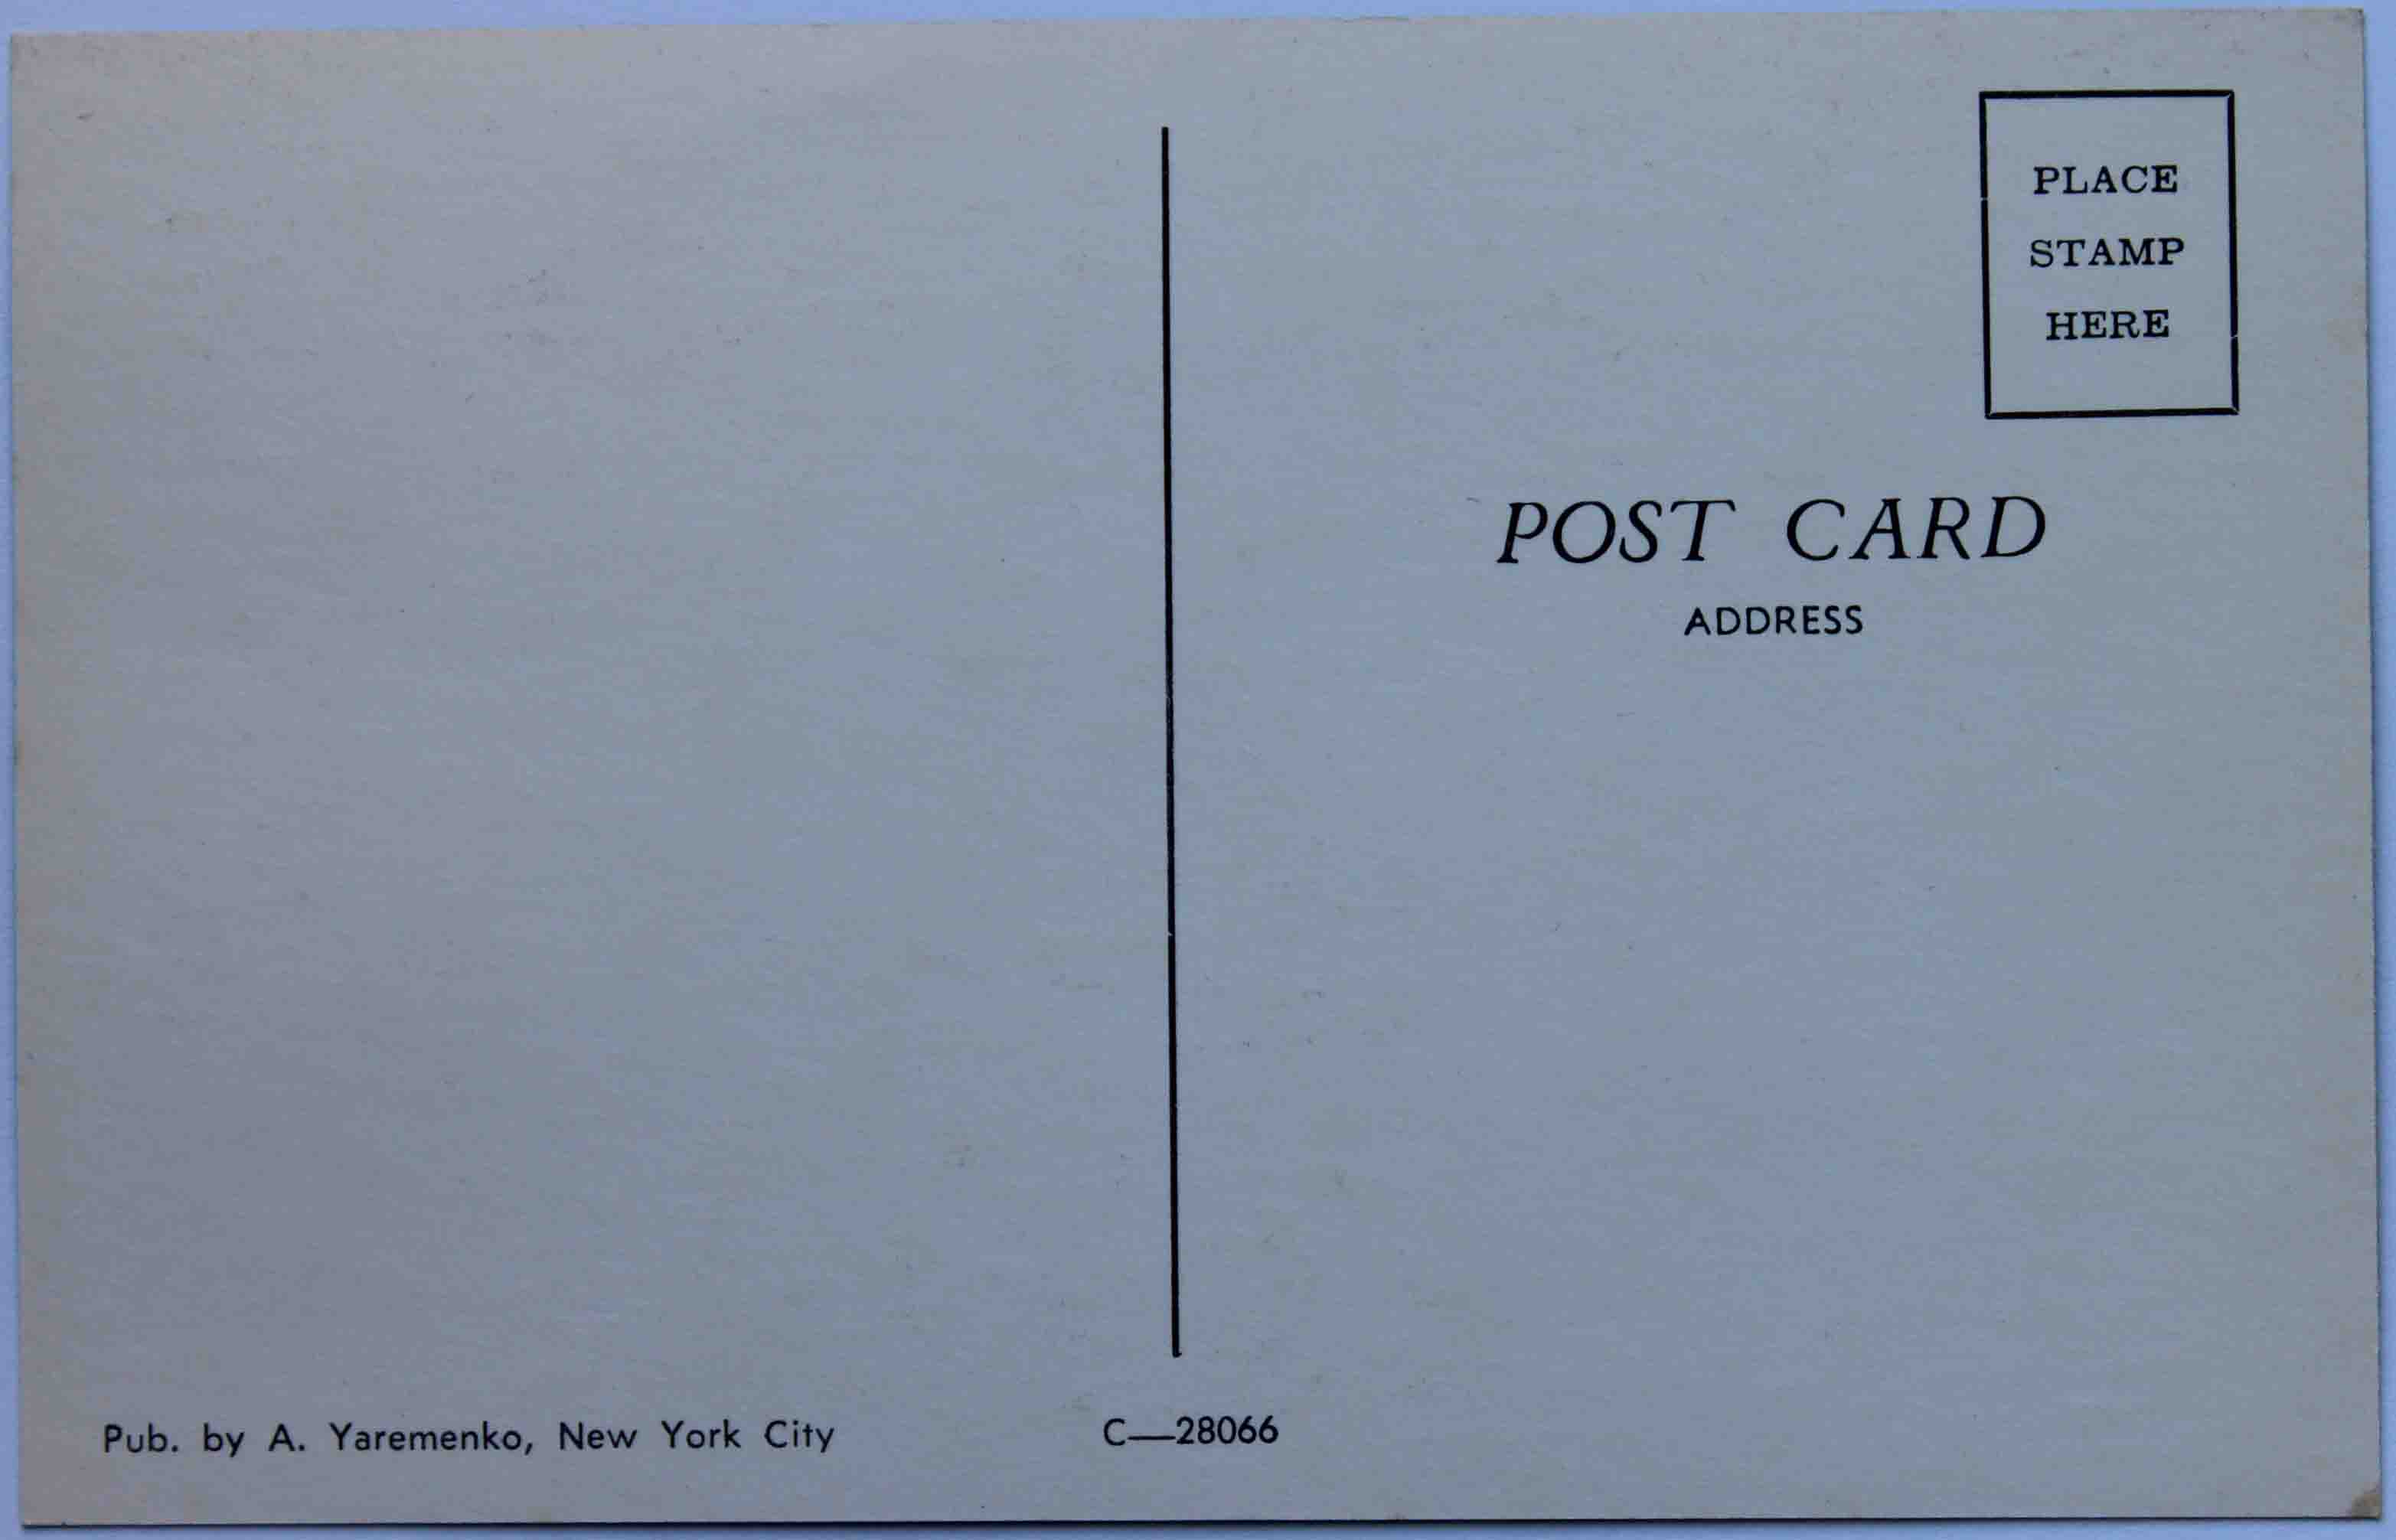 PLACE
STAMP
HERE
POST CARD
ADDRESS
Pub. by A. Yaremenko, New York City
C—28066